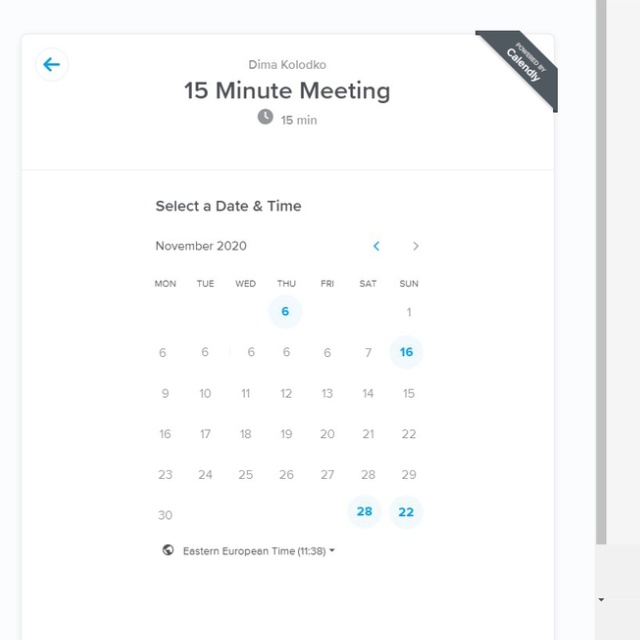 POWERED BY
Calendly
Dima Kolodko
15 Minute Meeting
15 min
Select a Date & Time
November 2020
MON TUE WED THU FRI SAT SUN
6 1
6 6 6 6 6 7 16
9 10 11 12 13 14 15
16 17 18 19 20 21 22
23 24 25 26 27 28 29
30 28 22
Eastern European Time (11:38)